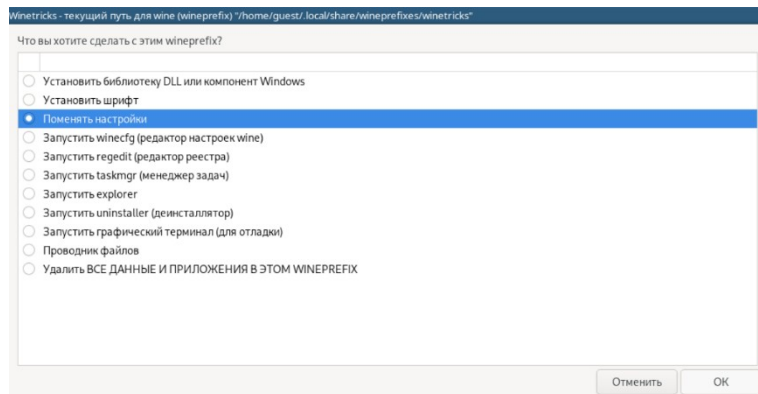 Winetricks - текущий путь для wine (wineprefix) "/home/guest/.local/share/wineprefixes/winetricks"
Что вы хотите сделать с этим wineprefix?
Установить библиотеку DLL или компонент Windows
Установить шрифт
Поменять настройки
Запустить winecfg (редактор настроек wine)
Запустить regedit (редактор реестра)
Запустить taskmgr (менеджер задач)
Запустить explorer
Запустить uninstaller (деинсталлятор)
Запустить графический терминал (для отладки)
Проводник файлов
Удалить ВСЕ ДАННЫЕ И ПРИЛОЖЕНИЯ В ЭТОМ WINEPREFIX
Отменить OK